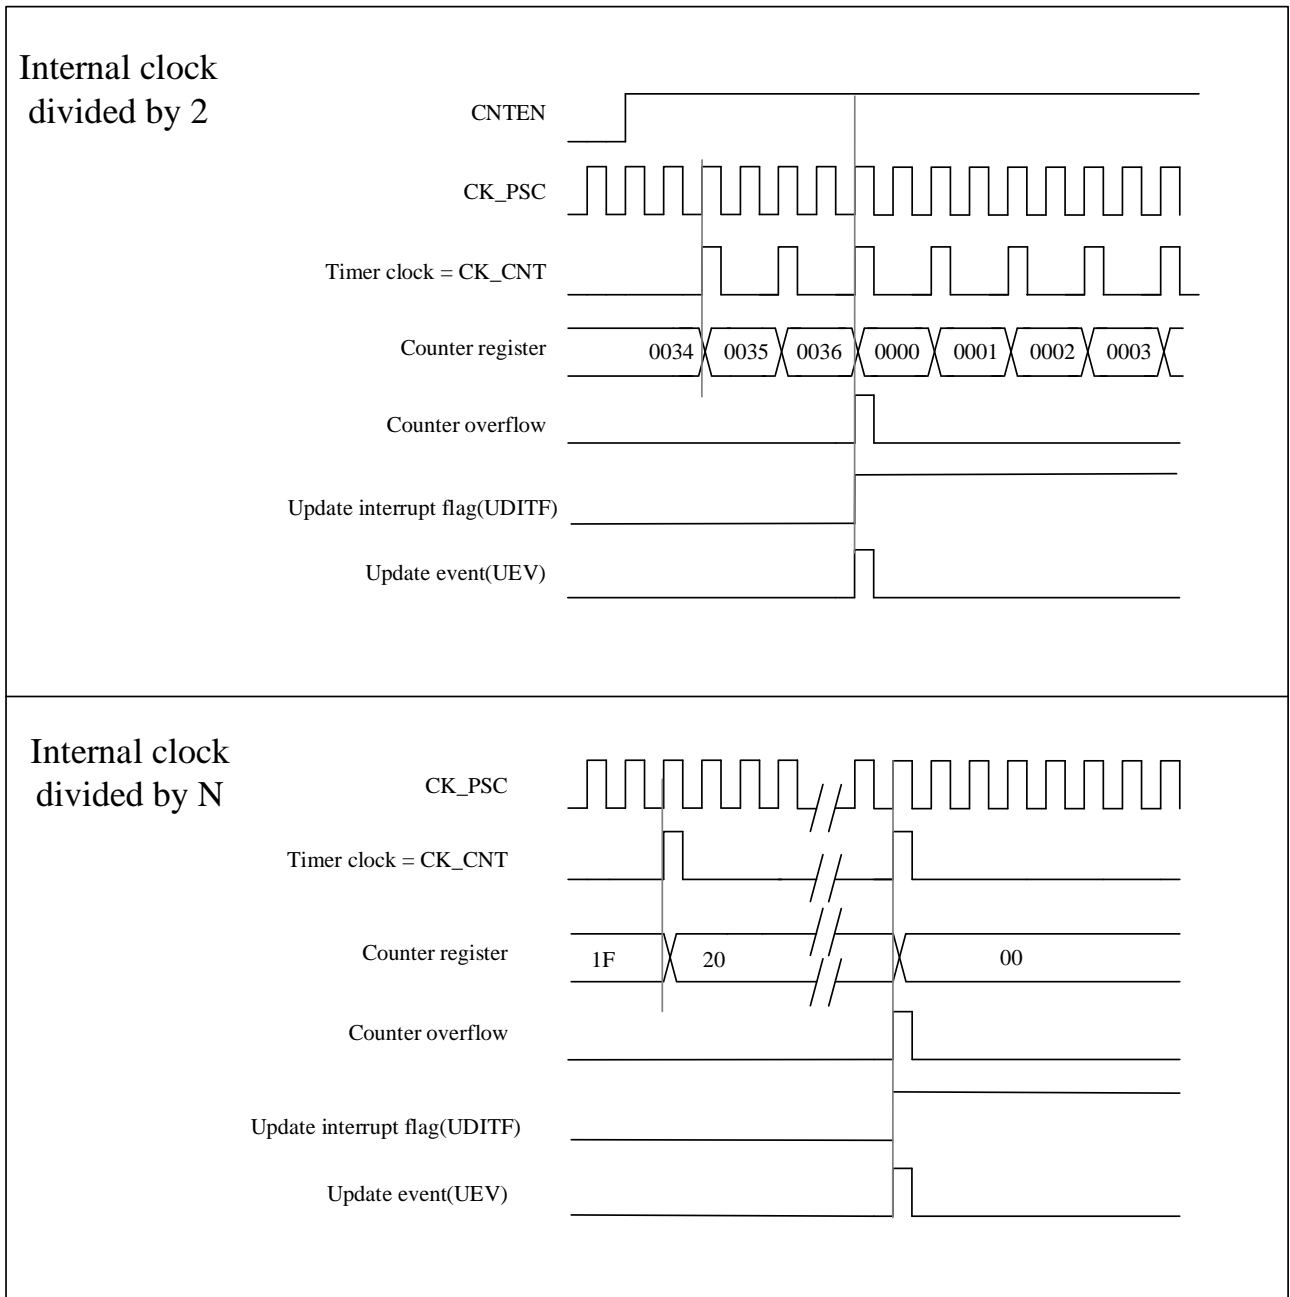 Internal clock
divided by 2
CNTEN
CK_PSC
Timer clock = CK_CNT
Counter register
0034 0035 0036 0000 0001 0002 0003
Counter overflow
Update interrupt flag(UDITF)
Update event(UEV)
Internal clock
divided by N
CK_PSC
Timer clock = CK_CNT
Counter register
1F 20 00
Counter overflow
Update interrupt flag(UDITF)
Update event(UEV)